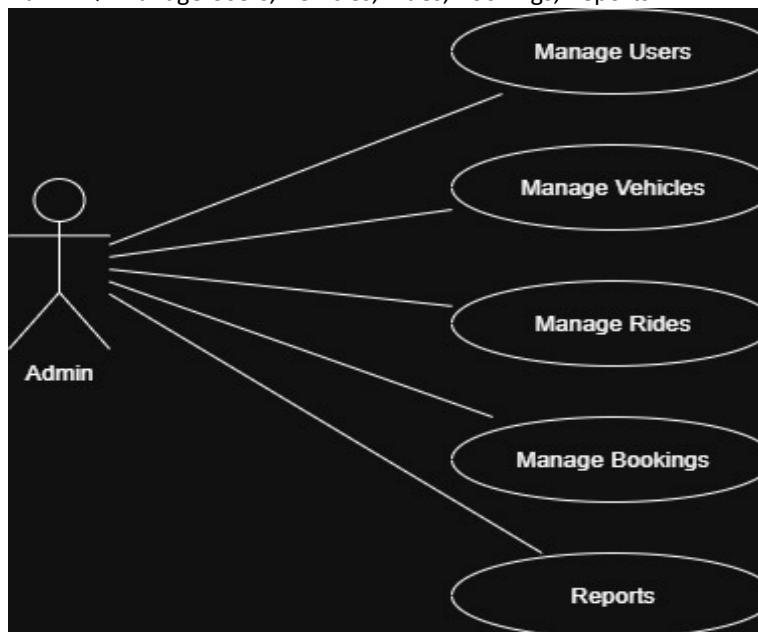 Manage Users
Manage Vehicles
Manage Rides
Admin
Manage Bookings
Reports